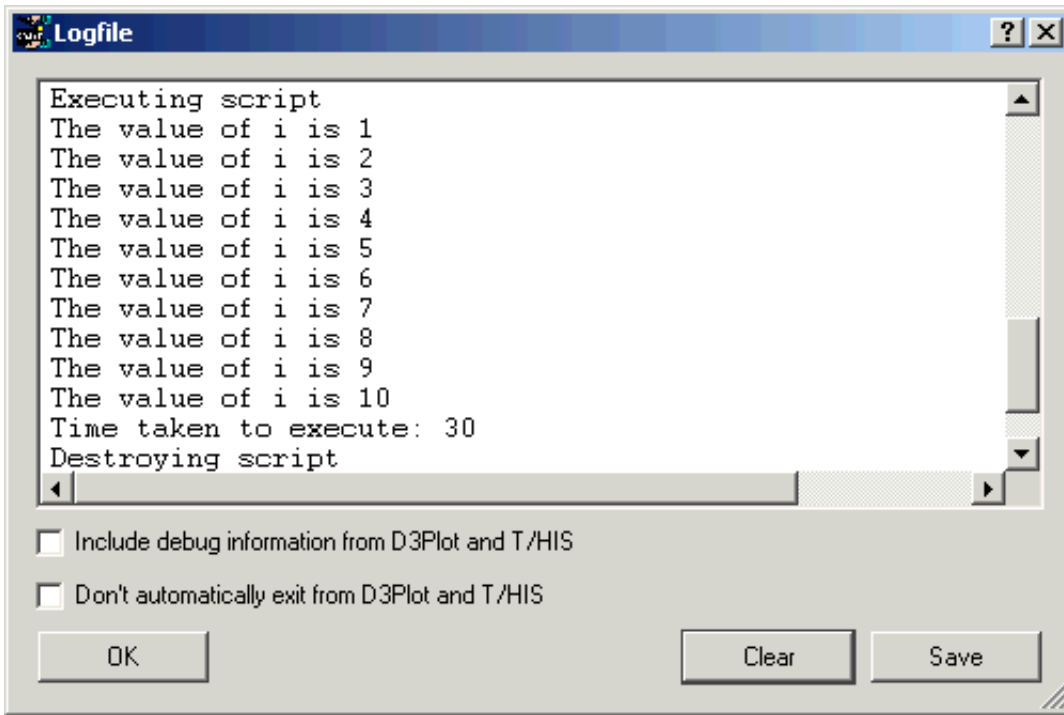 Logfile
Executing script
The value of i is 1
The value of i is 2
The value of i is 3
The value of i is 4
The value of i is 5
The value of i is 6
The value of i is 7
The value of i is 8
The value of i is 9
The value of i is 10
Time taken to execute: 30
Destroying script
Include debug information from D3Plot and T/HIS
Don't automatically exit from D3Plot and T/HIS
OK Clear Save